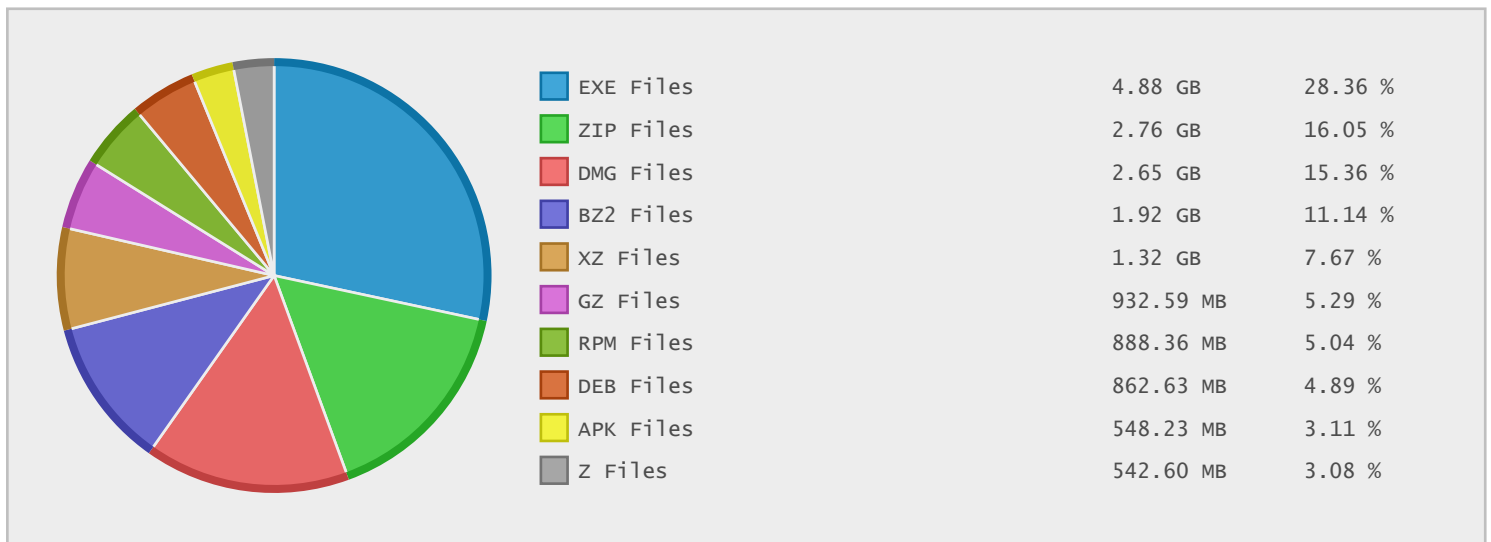 EXE Files 4.88 GB 28.36 %
ZIP Files 2.76 GB 16.05 %
DMG Files 2.65 GB 15.36 %
BZ2 Files 1.92 GB 11.14 %
XZ Files 1.32 GB 7.67 %
GZ Files 932.59 MB 5.29 %
RPM Files 888.36 MB 5.04 %
DEB Files 862.63 MB 4.89 %
APK Files 548.23 MB 3.11 %
Z Files 542.60 MB 3.08 %